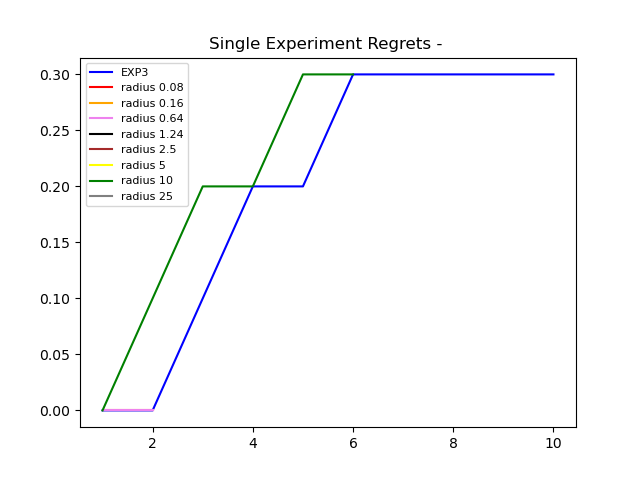 Single Experiment Regrets -
0.30
0.25
0.20
0.15
0.10
0.05
0.00
EXP3
radius 0.08
radius 0.16
radius 0.64
radius 1.24
radius 2.5
radius 5
radius 10
radius 25
2 4 6 8 10